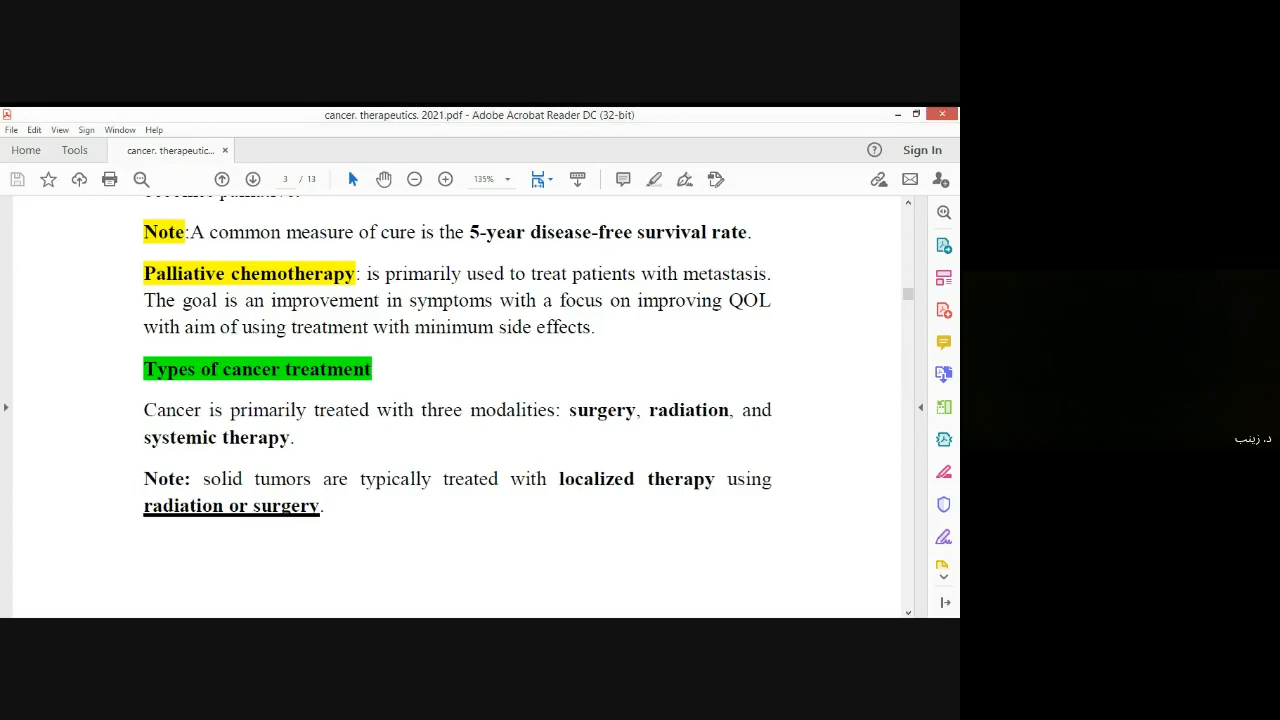 cancer. therapeutics. 2021.pdf - Adobe Acrobat Reader DC (32-bit)
File Edit View Sign Window Help
Home Tools cancer. therapeutic... × Sign In
3 / 13 135%
Note:A common measure of cure is the 5-year disease-free survival rate.
Palliative chemotherapy: is primarily used to treat patients with metastasis.
The goal is an improvement in symptoms with a focus on improving QOL
with aim of using treatment with minimum side effects.
Types of cancer treatment
Cancer is primarily treated with three modalities: surgery, radiation, and
systemic therapy.
Note: solid tumors are typically treated with localized therapy using
radiation or surgery.
د. زينب